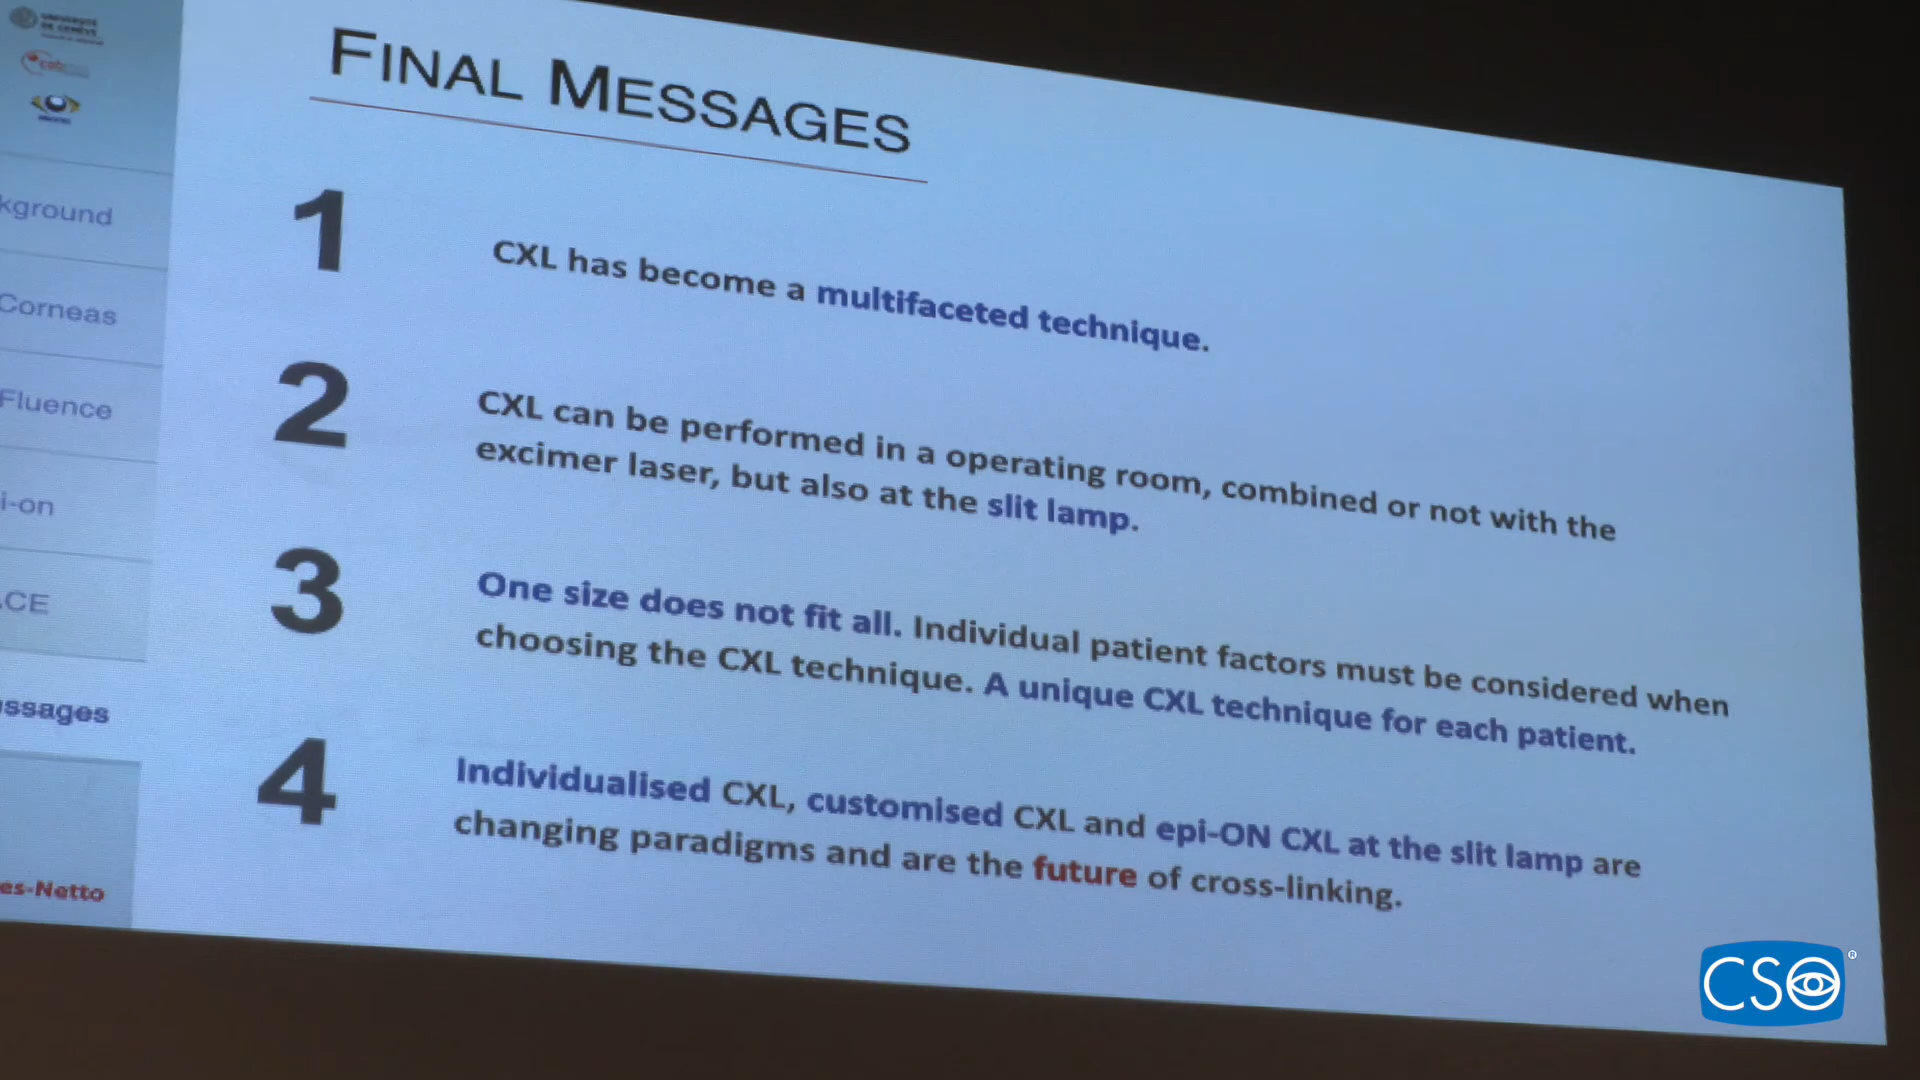 UNIVERSITÉ
DE GENÈVE
FINAL MESSAGES
kground
Corneas
Fluence
i-on
CE
ssages
es-Netto
1
CXL has become a multifaceted technique.
2
CXL can be performed in a operating room, combined or not with the
excimer laser, but also at the slit lamp.
3
One size does not fit all. Individual patient factors must be considered when
choosing the CXL technique. A unique CXL technique for each patient.
4
Individualised CXL, customised CXL and epi-ON CXL at the slit lamp are
changing paradigms and are the future of cross-linking.
CSO®